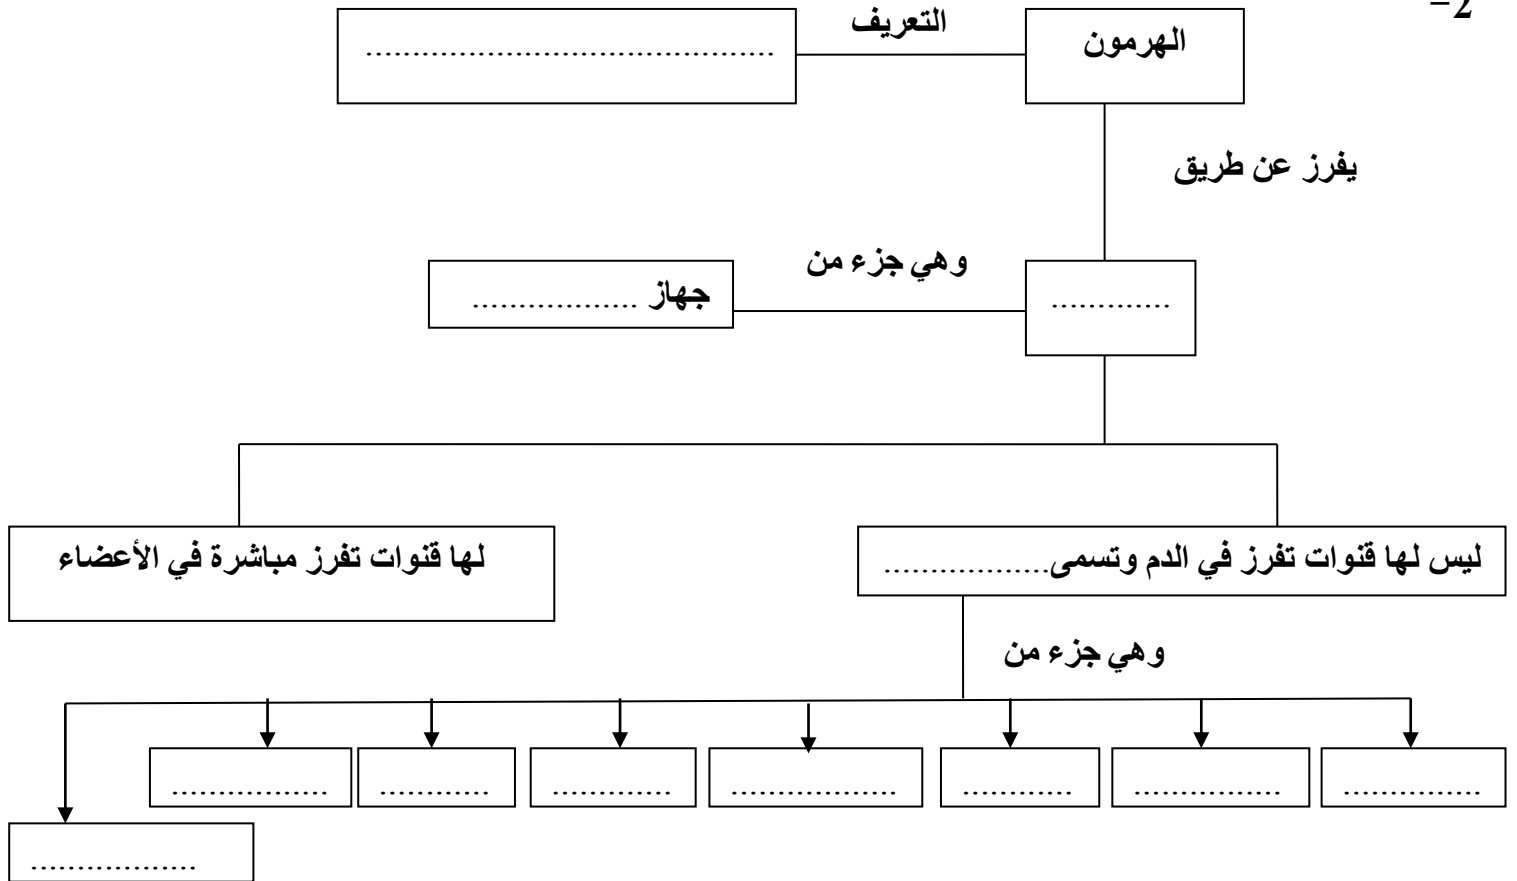 2-
التعريف
الهرمون
............................................
يفرز عن طريق
وهي جزء من
.............
جهاز ..................
ليس لها قنوات تفرز في الدم وتسمى..................
لها قنوات تفرز مباشرة في الأعضاء
وهي جزء من
...............
................
............
..................
.............
............
.................
..................